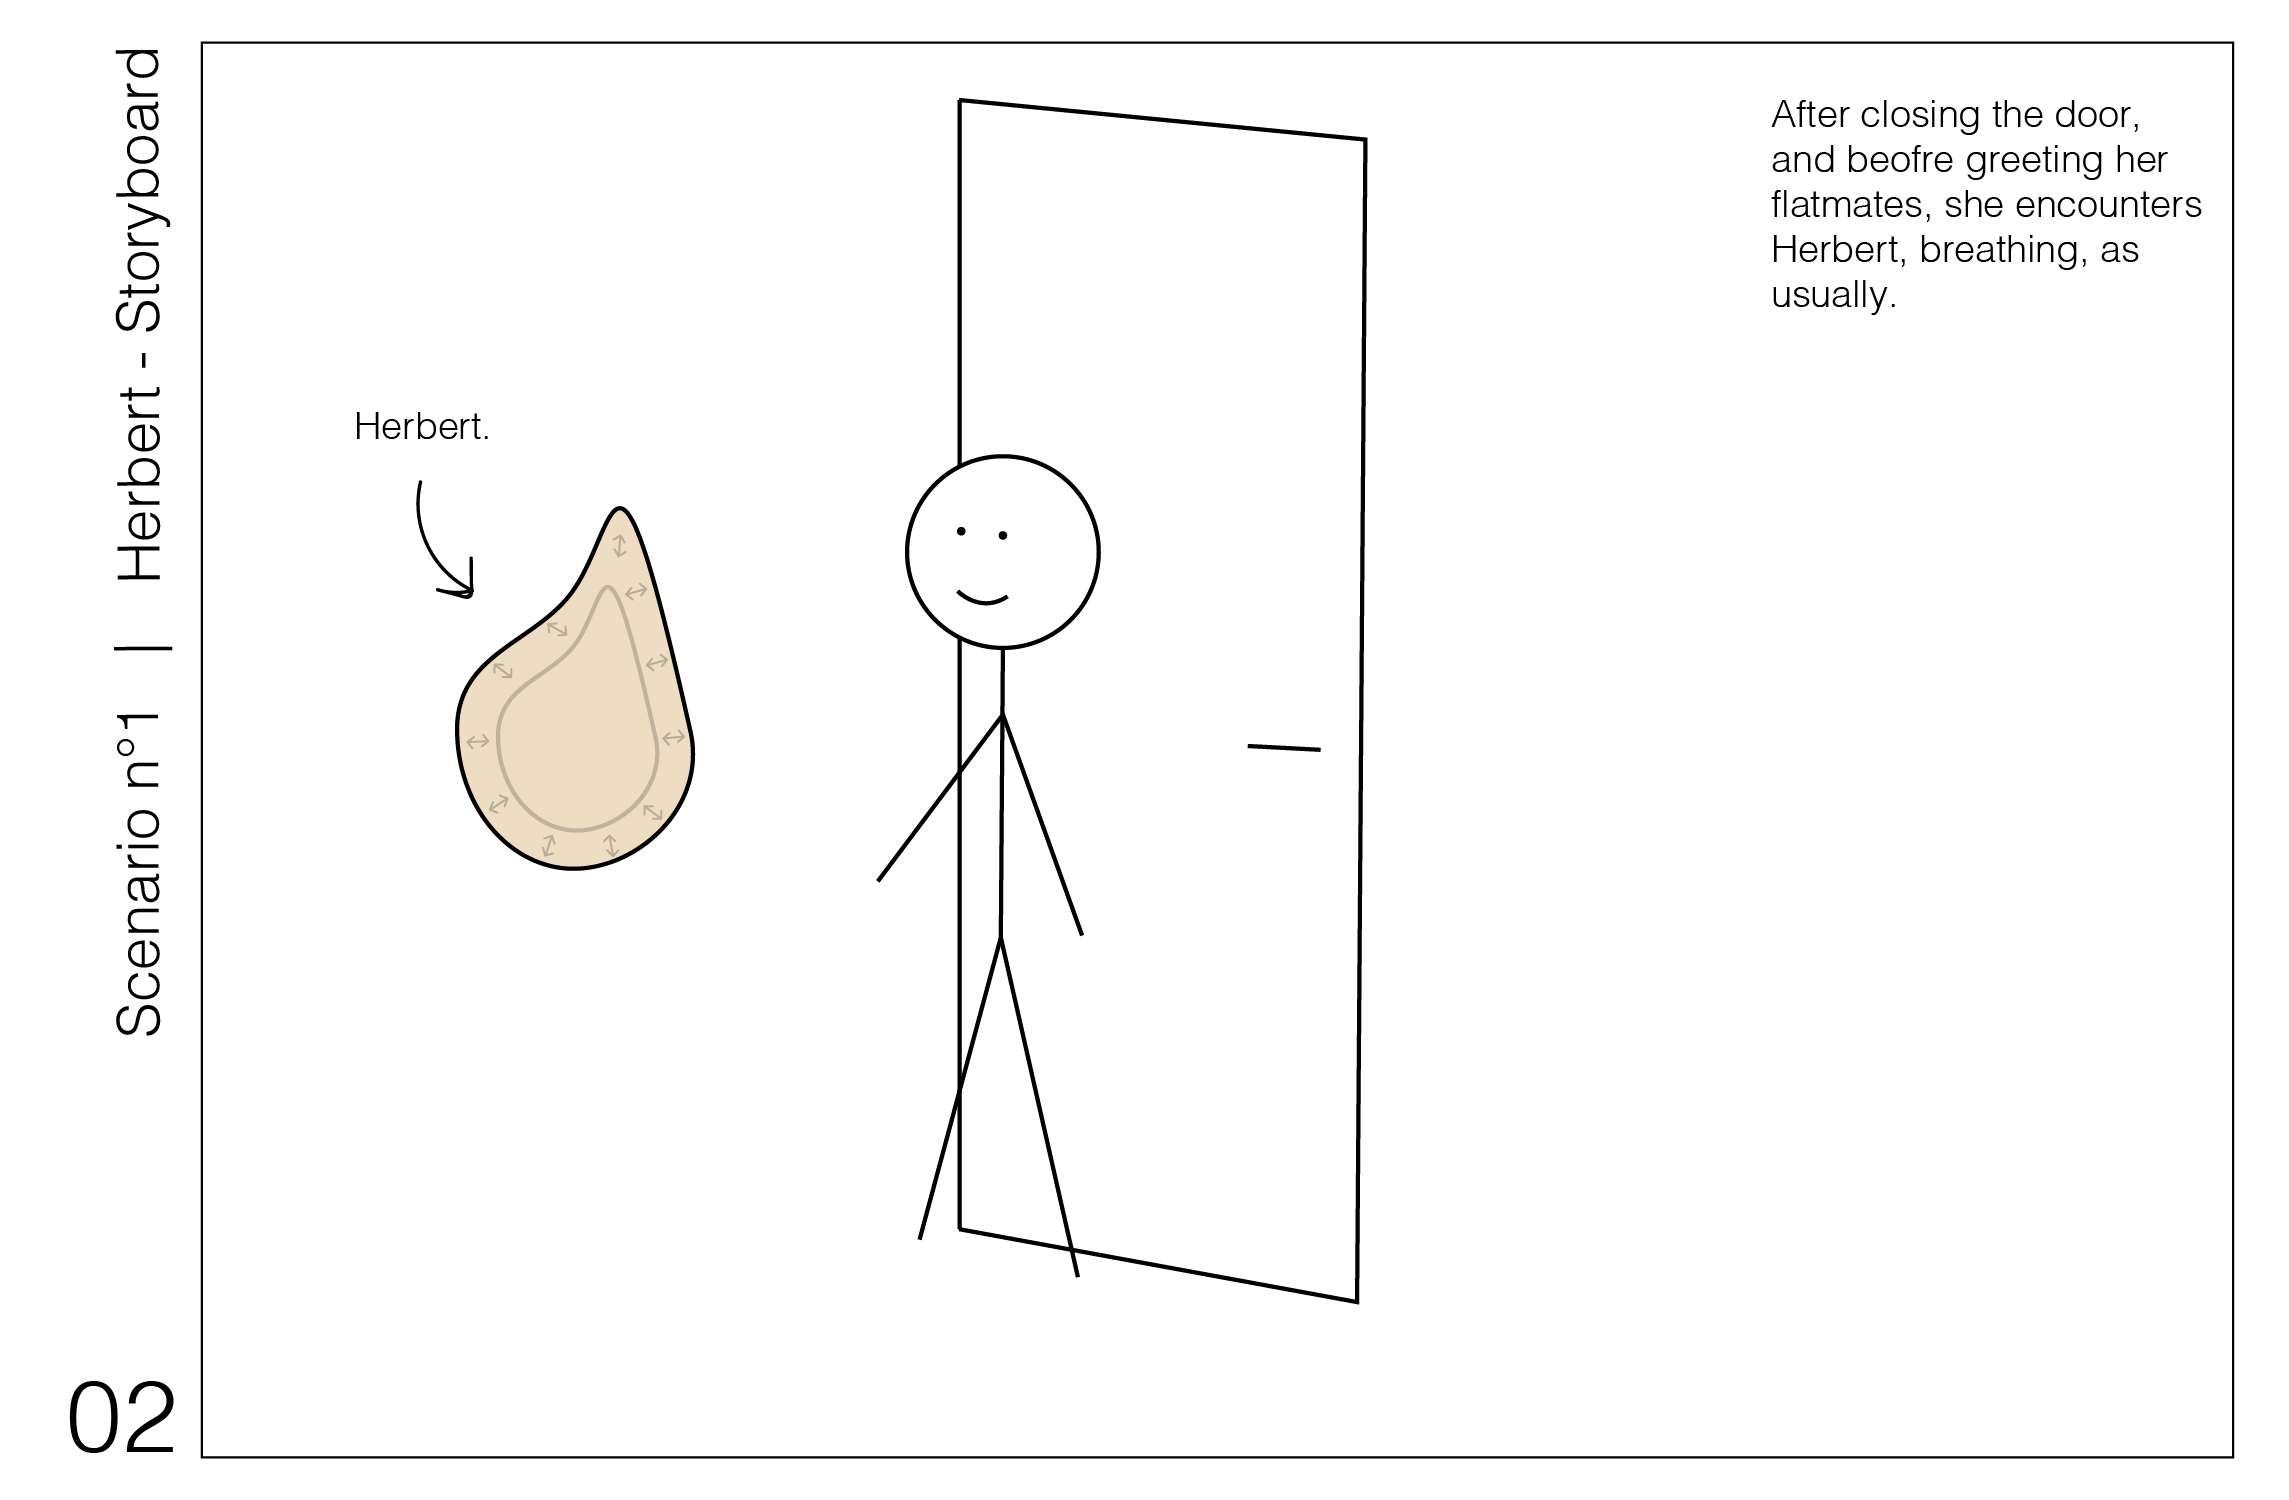 Scenario n°1 | Herbert - Storyboard
After closing the door,
and beofre greeting her
flatmates, she encounters
Herbert, breathing, as
usually.
Herbert.
02